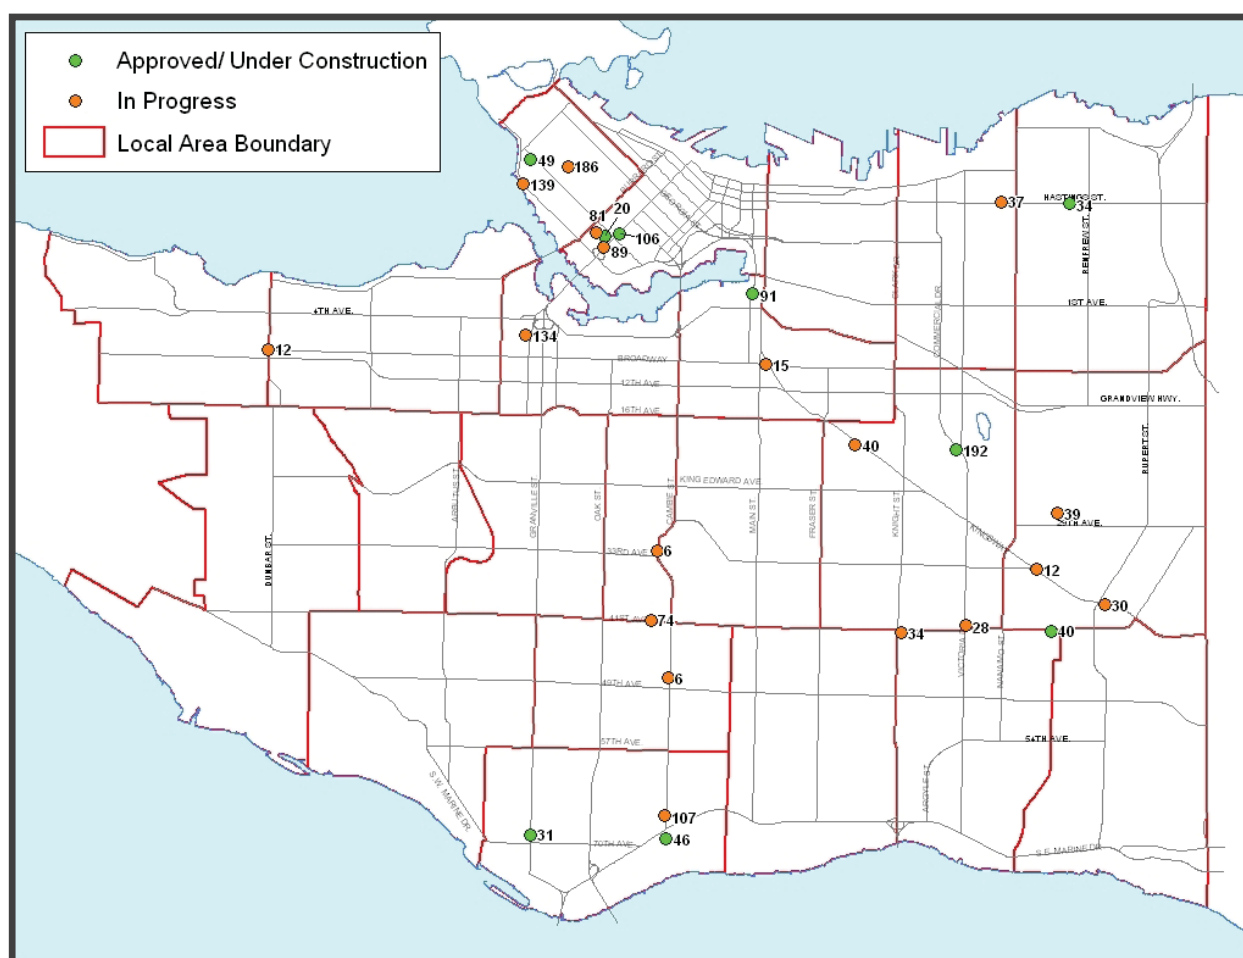 Approved/ Under Construction
In Progress
Local Area Boundary
49
186
139
BURRARD ST.
81
20
106
89
37
HASTINGS ST.
34
RENFREW ST.
91
1ST AVE.
CLARK
COMMERCIAL DR.
4TH AVE.
134
12
BROADWAY
15
12TH AVE.
16TH AVE.
GRANDVIEW HWY.
40
192
RUPERT ST.
KING EDWARD AVE.
ARBUTUS ST.
GRANVILLE ST.
OAK ST.
CAMBIE ST.
MAIN ST.
FRASER ST.
KNIGHT ST.
39
29TH AVE.
KINGSWAY
DUNBAR ST.
33RD AVE.
6
12
30
41ST AVE.
74
34
28
40
VICTORIA
NANAIMO ST.
49TH AVE.
6
57TH AVE.
54TH AVE.
S.W. MARINE DR.
ARGYLE ST.
107
31
46
70TH AVE.
S.E. MARINE DR.